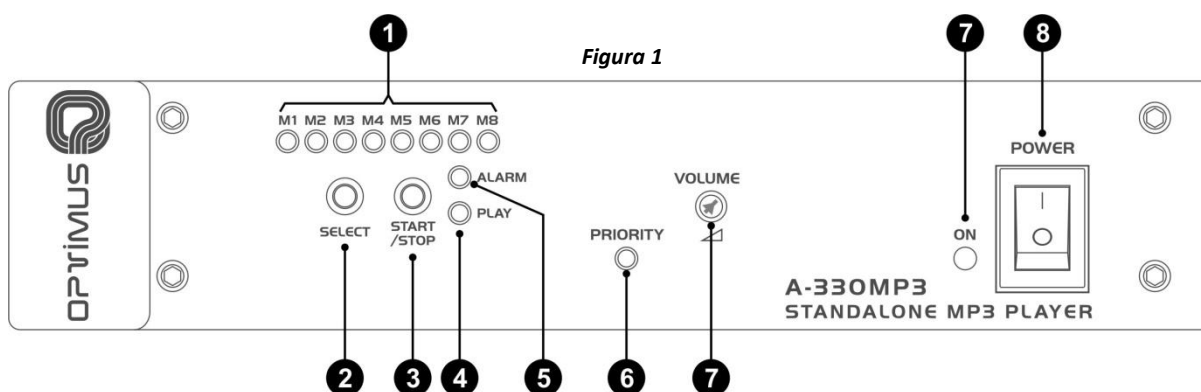 1
Figura 1
7
8
M1 M2 M3 M4 M5 M6 M7 M8
POWER
OPTIMUS
ALARM
VOLUME
SELECT
START
/STOP
PLAY
PRIORITY
ON
A-330MP3
STANDALONE MP3 PLAYER
2
3
4
5
6
7